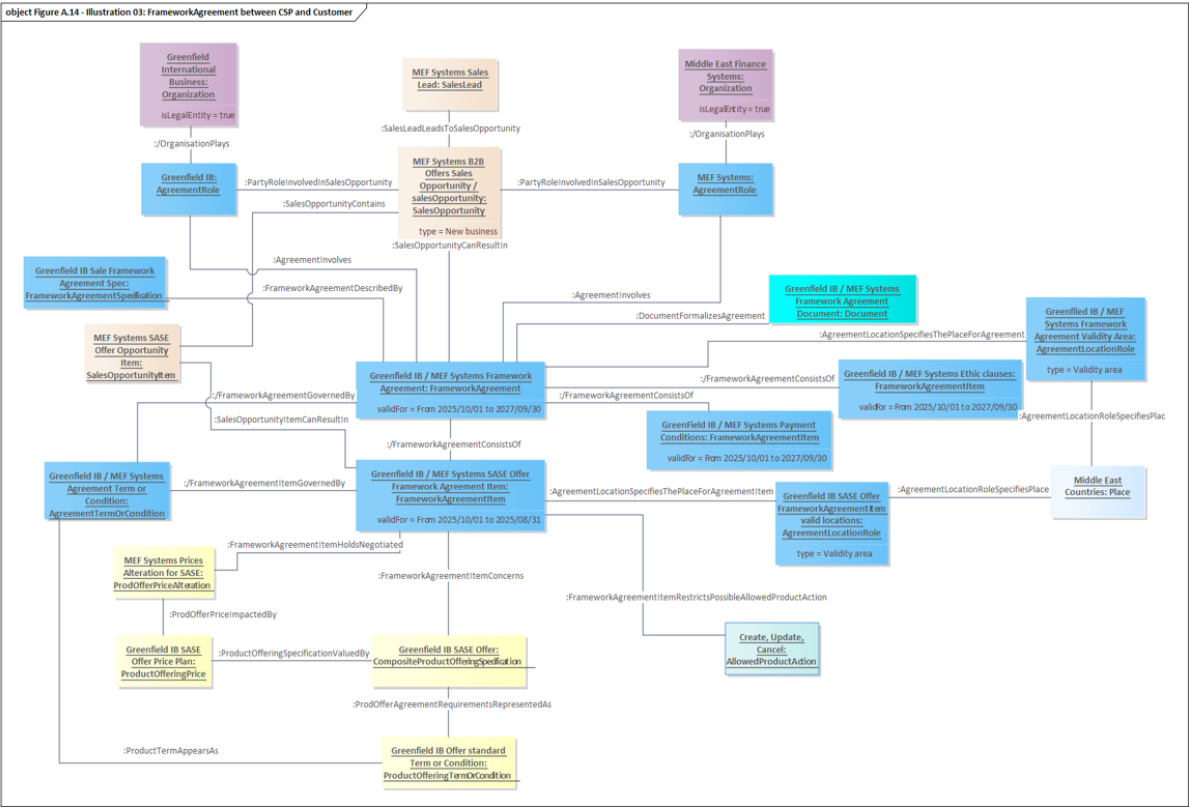 object Figure A.14 - Illustration 03: FrameworkAgreement between CSP and Customer
Greenfield
International
Business:
Organization
isLegalEntity = true
MEF Systems Sales
Lead: SalesLead
Middle East Finance
Systems:
Organization
isLegalEntity = true
:SalesLeadLeadsToSalesOpportunity
:/OrganisationPlays
:/OrganisationPlays
Greenfield IB:
AgreementRole
:PartyRoleInvolvedInSalesOpportunity
MEF Systems B2B
Offers Sales
Opportunity /
salesOpportunity:
SalesOpportunity
type = New business
:PartyRoleInvolvedInSalesOpportunity
MEF Systems:
AgreementRole
:SalesOpportunityContains
:SalesOpportunityCanResultIn
:AgreementInvolves
Greenfield IB Sale Framework
Agreement Spec:
FrameworkAgreementSpecification
:FrameworkAgreementDescribedBy
:AgreementInvolves
Greenfield IB / MEF Systems
Framework Agreement
Document: Document
:DocumentFormalizesAgreement
Greenfiled IB / MEF
Systems Framework
Agreement Validity Area:
AgreementLocationRole
type = Validity area
:AgreementLocationSpecifiesThePlaceForAgreement
MEF Systems SASE
Offer Opportunity
Item:
SalesOpportunityItem
Greenfield IB / MEF Systems Framework
Agreement: FrameworkAgreement
validFor = From 2025/10/01 to 2027/09/30
:/FrameworkAgreementConsistsOf
Greenfield IB / MEF Systems Ethic clauses:
FrameworkAgreementItem
validFor = From 2025/10/01 to 2027/09/30
:/FrameworkAgreementGovernedBy
:/FrameworkAgreementConsistsOf
:SalesOpportunityItemCanResultIn
:AgreementLocationRoleSpecifiesPlac
GreenField IB / MEF Systems Payment
Conditions: FrameworkAgreementItem
validFor = From 2025/10/01 to 2027/09/30
:/FrameworkAgreementConsistsOf
Greenfield IB / MEF Systems
Agreement Term or
Condition:
AgreementTermOrCondition
:/FrameworkAgreementItemGovernedBy
Greenfield IB / MEF Systems SASE Offer
Framework Agreement Item:
FrameworkAgreementItem
validFor = From 2025/10/01 to 2025/08/31
:AgreementLocationSpecifiesThePlaceForAgreementItem
Greenfield IB SASE Offer
FrameworkAgreementItem
valid locations:
AgreementLocationRole
type = Validity area
:AgreementLocationRoleSpecifiesPlace
Middle East
Countries: Place
:FrameworkAgreementItemHoldsNegotiated
MEF Systems Prices
Alteration for SASE:
ProdOfferPriceAlteration
:FrameworkAgreementItemConcerns
:FrameworkAgreementItemRestrictsPossibleAllowedProductAction
:ProdOfferPriceImpactedBy
Create, Update,
Cancel:
AllowedProductAction
Greenfield IB SASE
Offer Price Plan:
ProductOfferingPrice
:ProductOfferingSpecificationValuedBy
Greenfield IB SASE Offer:
CompositeProductOfferingSpecification
:ProdOfferAgreementRequirementsRepresentedAs
:ProductTermAppearsAs
Greenfield IB Offer standard
Term or Condition:
ProductOfferingTermOrCondition